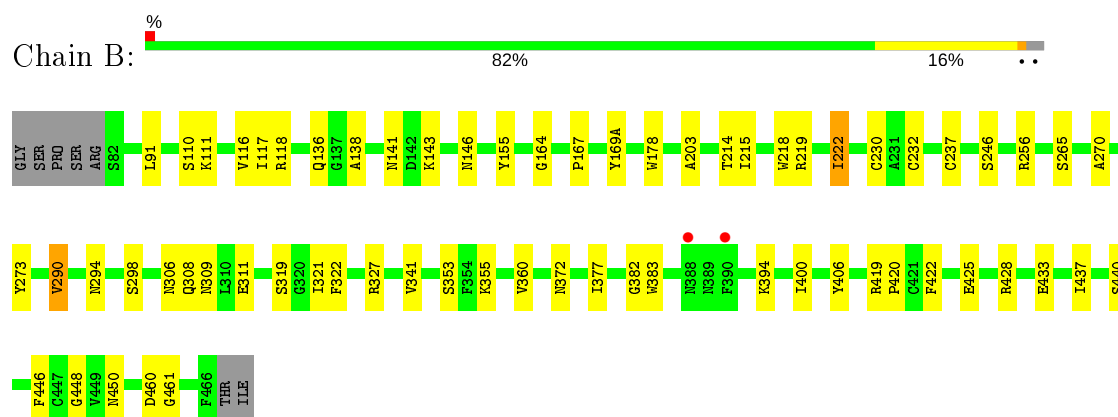 %
Chain B:
82% 16% . .
GLY SER PRO SER ARG S82 L91 S110 K111 V116 I117 R118 Q136 G137 A138 N141 D142 K143 N146 Y155 G164 P167 Y169A W178 A203 T214 I215 W218 R219 I222 C230 A231 C232 C237 S246 R256 S265 A270
Y273 V290 N294 S298 N306 Q308 N309 L310 E311 S319 G320 I321 F322 R327 V341 S353 F354 K355 V360 N372 I377 G382 W383 N388 N389 F390 K394 I400 Y406 R419 P420 C421 F422 E425 R428 E433 I437 S440
F446 C447 G448 V449 N450 D460 G461 F466 THR ILE